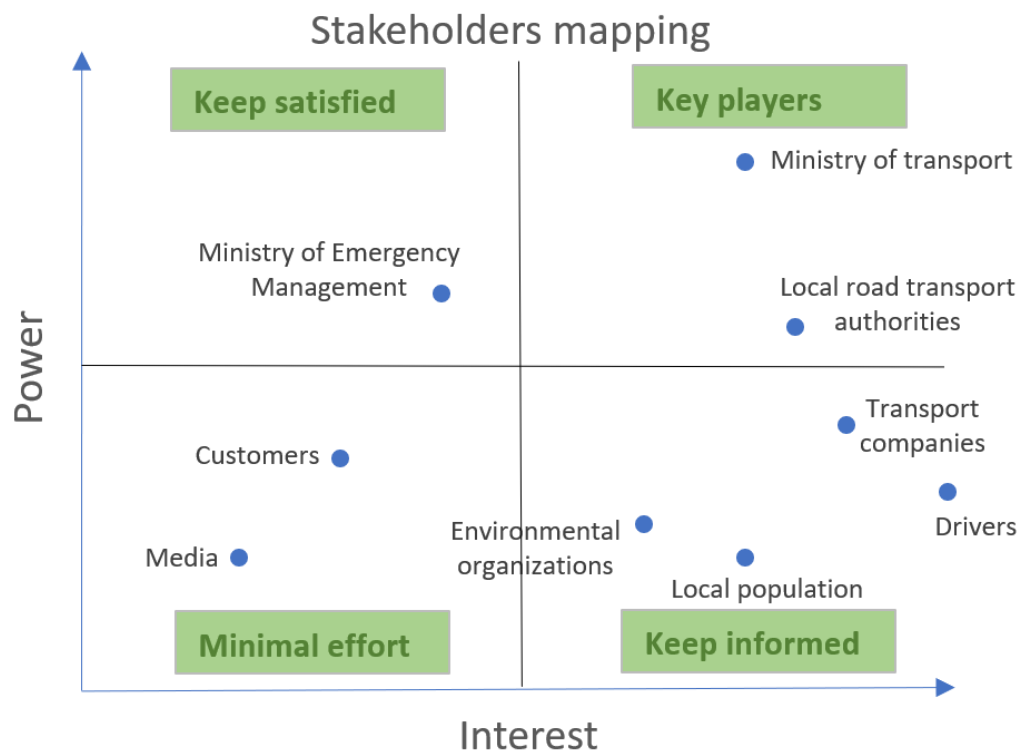 Stakeholders mapping
Keep satisfied
Key players
Ministry of transport
Ministry of Emergency
Management
Local road transport
authorities
Power
Transport
companies
Customers
Drivers
Environmental
organizations
Media
Local population
Minimal effort
Keep informed
Interest